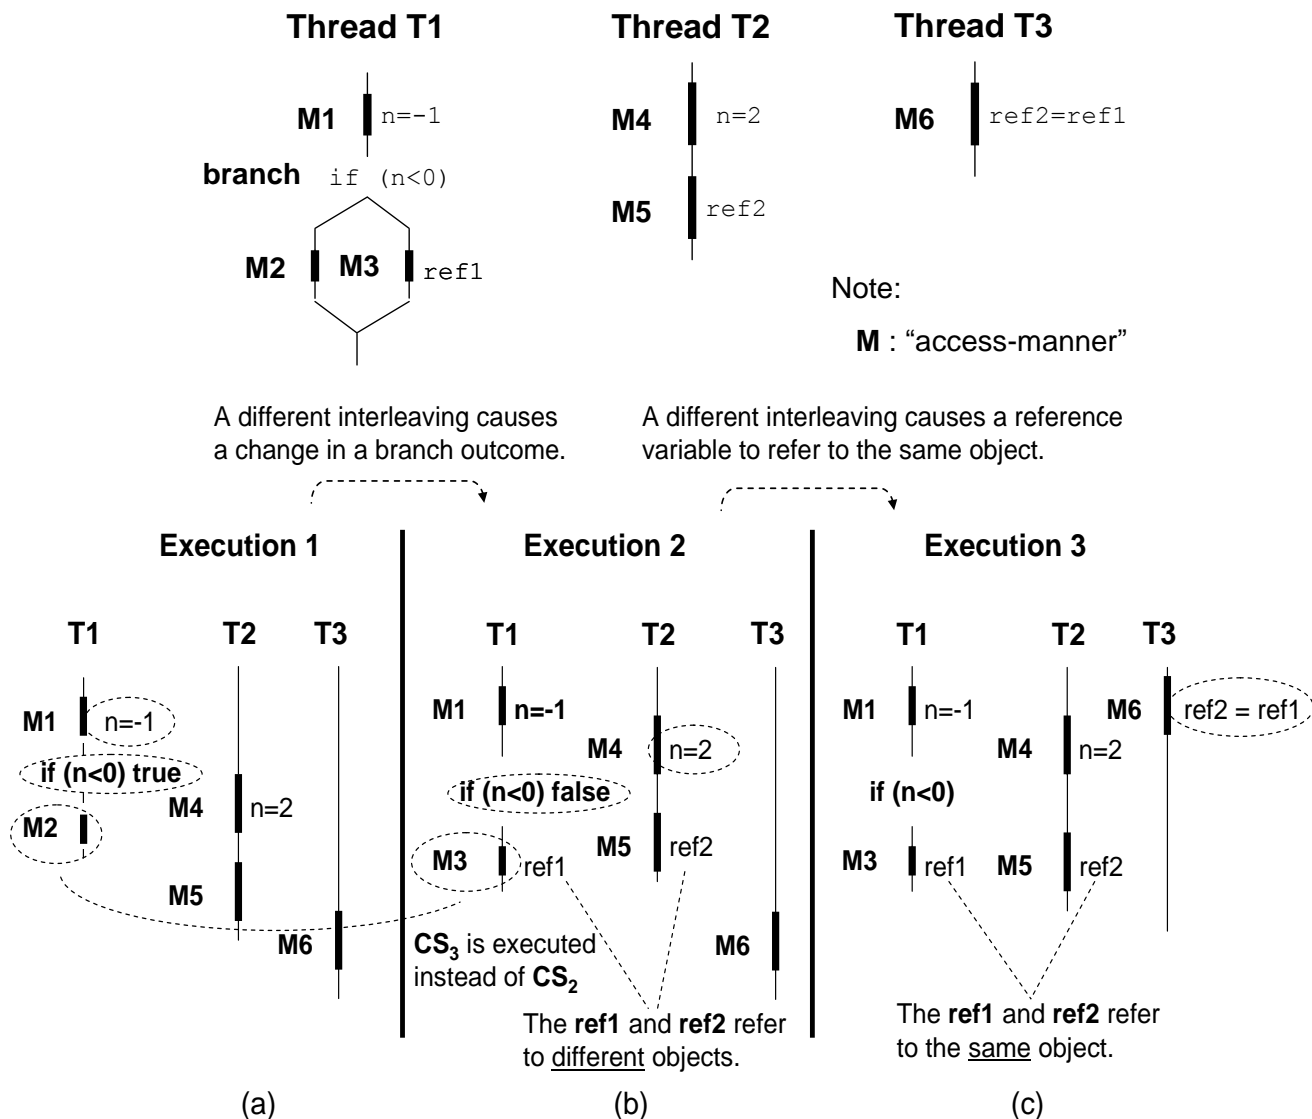 Thread T1
Thread T2
Thread T3
M1
n=-1
branch if (n<0)
M2
M3
ref1
M4
n=2
M5
ref2
M6
ref2=ref1
Note:
M : “access-manner”
A different interleaving causes
a change in a branch outcome.
A different interleaving causes a reference
variable to refer to the same object.
Execution 1
T1
T2
T3
M1
n=-1
if (n<0) true
M2
M4
n=2
M5
M6
(a)
Execution 2
T1
T2
T3
M1
n=-1
M4
n=2
if (n<0) false
M3
ref1
M5
ref2
M6
CS3 is executed
instead of CS2
The ref1 and ref2 refer
to different objects.
(b)
Execution 3
T1
T2
T3
M1
n=-1
M6
ref2 = ref1
M4
n=2
if (n<0)
M3
ref1
M5
ref2
The ref1 and ref2 refer
to the same object.
(c)